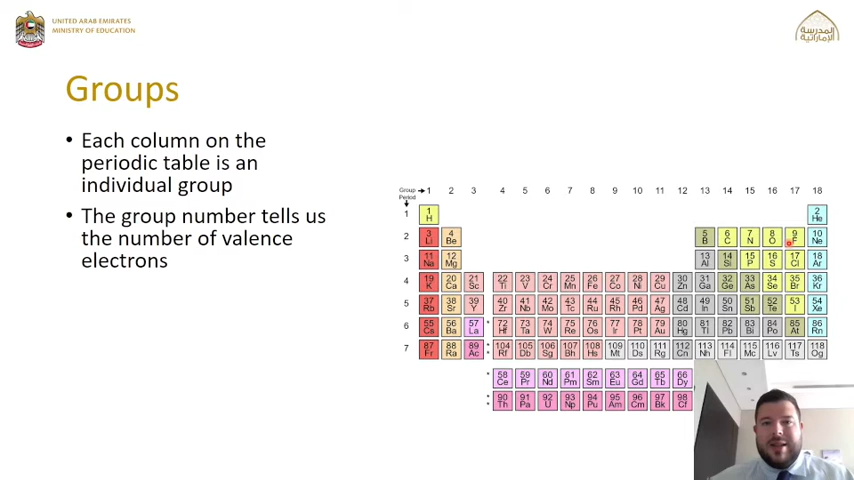 UNITED ARAB EMIRATES
MINISTRY OF EDUCATION
المدرسة
الإماراتية
Groups
• Each column on the
periodic table is an
individual group
• The group number tells us
the number of valence
electrons
Group 1 2 3 4 5 6 7 8 9 10 11 12 13 14 15 16 17 18
Period
1 1 H 2 He
2 3 Li 4 Be 5 B 6 C 7 N 8 O 9 F 10 Ne
3 11 Na 12 Mg 13 Al 14 Si 15 P 16 S 17 Cl 18 Ar
4 19 K 20 Ca 21 Sc 22 Ti 23 V 24 Cr 25 Mn 26 Fe 27 Co 28 Ni 29 Cu 30 Zn 31 Ga 32 Ge 33 As 34 Se 35 Br 36 Kr
5 37 Rb 38 Sr 39 Y 40 Zr 41 Nb 42 Mo 43 Tc 44 Ru 45 Rh 46 Pd 47 Ag 48 Cd 49 In 50 Sn 51 Sb 52 Te 53 I 54 Xe
6 55 Cs 56 Ba 57 La * 72 Hf 73 Ta 74 W 75 Re 76 Os 77 Ir 78 Pt 79 Au 80 Hg 81 Tl 82 Pb 83 Bi 84 Po 85 At 86 Rn
7 87 Fr 88 Ra 89 Ac * 104 Rf 105 Db 106 Sg 107 Bh 108 Hs 109 Mt 110 Ds 111 Rg 112 Cn 113 Nh 114 Fl 115 Mc 116 Lv 117 Ts 118 Og
* 58 Ce 59 Pr 60 Nd 61 Pm 62 Sm 63 Eu 64 Gd 65 Tb 66 Dy
* 90 Th 91 Pa 92 U 93 Np 94 Pu 95 Am 96 Cm 97 Bk 98 Cf